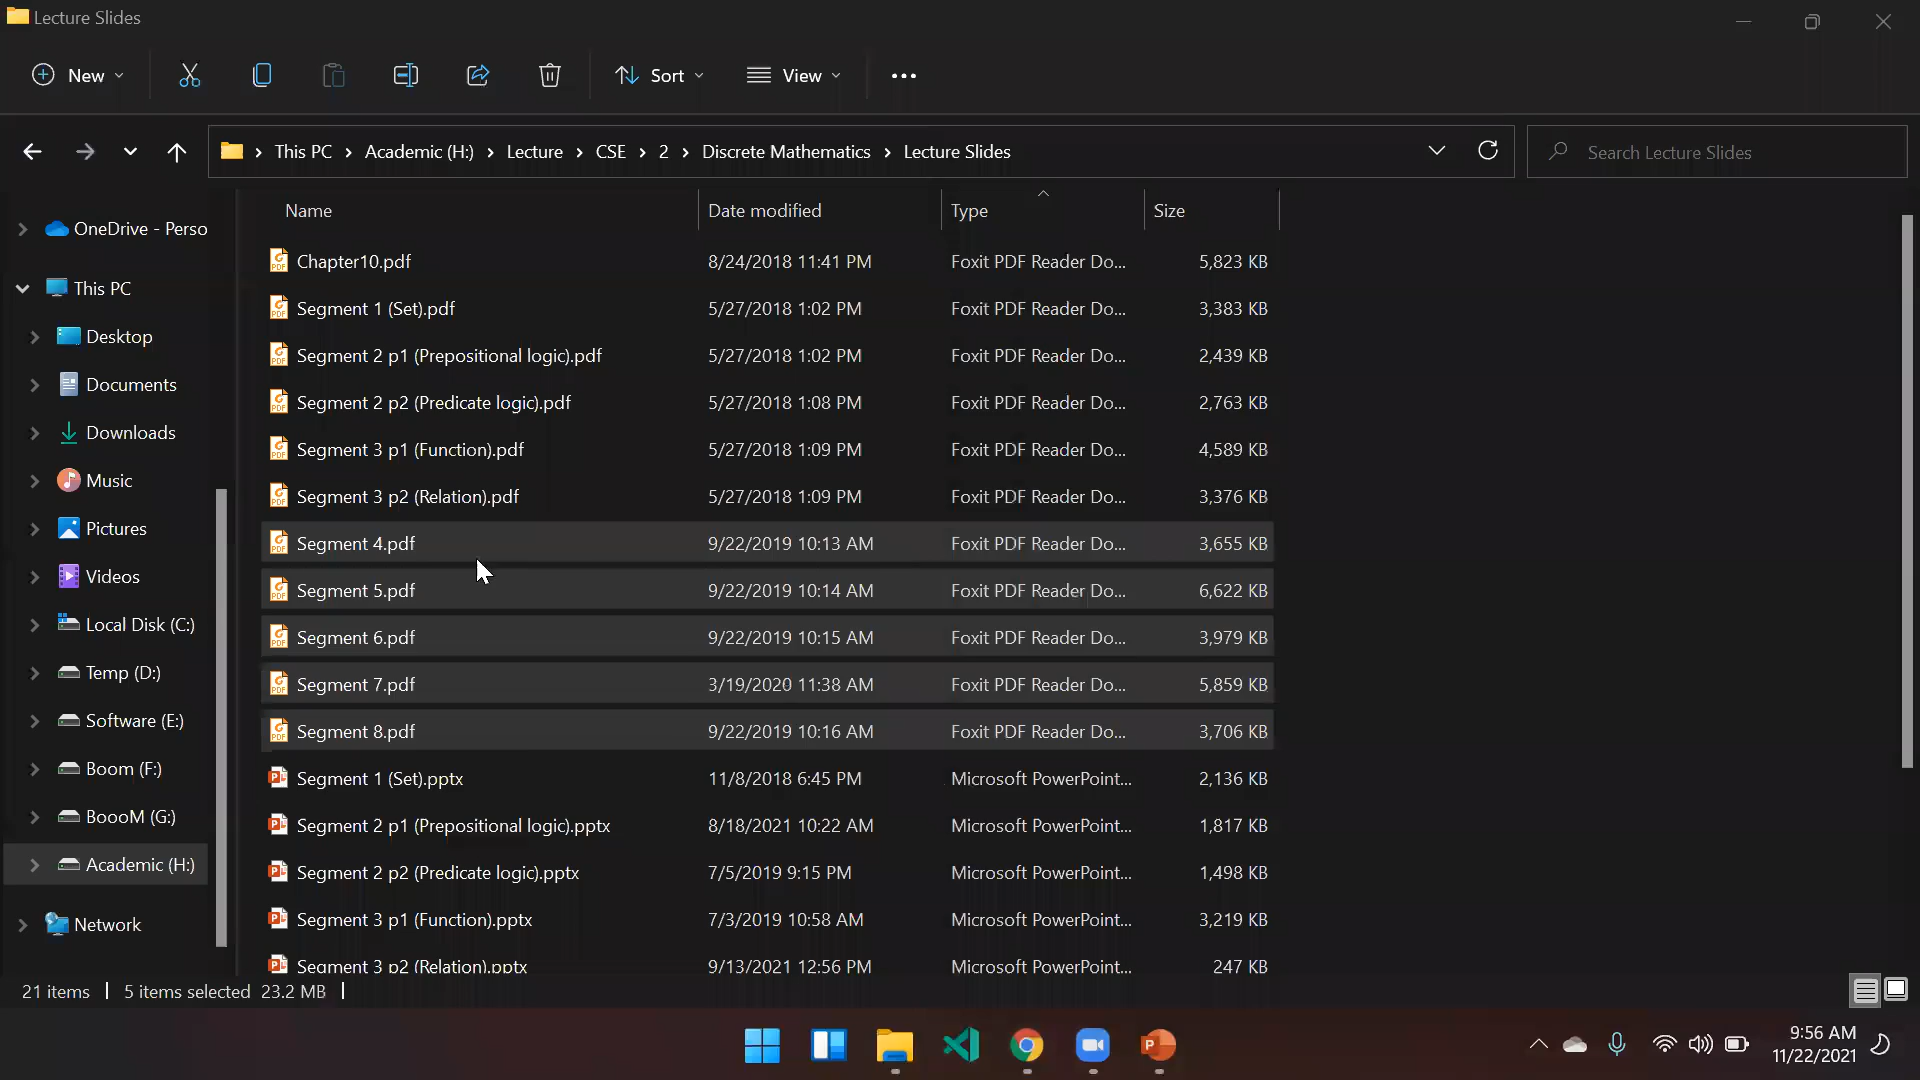 Lecture Slides
New
Sort
View
This PC > Academic (H:) > Lecture > CSE > 2 > Discrete Mathematics > Lecture Slides
Search Lecture Slides
OneDrive - Perso
This PC
Desktop
Documents
Downloads
Music
Pictures
Videos
Local Disk (C:)
Temp (D:)
Software (E:)
Boom (F:)
BoooM (G:)
Academic (H:)
Network
Name Date modified Type Size
Chapter10.pdf 8/24/2018 11:41 PM Foxit PDF Reader Do... 5,823 KB
Segment 1 (Set).pdf 5/27/2018 1:02 PM Foxit PDF Reader Do... 3,383 KB
Segment 2 p1 (Prepositional logic).pdf 5/27/2018 1:02 PM Foxit PDF Reader Do... 2,439 KB
Segment 2 p2 (Predicate logic).pdf 5/27/2018 1:08 PM Foxit PDF Reader Do... 2,763 KB
Segment 3 p1 (Function).pdf 5/27/2018 1:09 PM Foxit PDF Reader Do... 4,589 KB
Segment 3 p2 (Relation).pdf 5/27/2018 1:09 PM Foxit PDF Reader Do... 3,376 KB
Segment 4.pdf 9/22/2019 10:13 AM Foxit PDF Reader Do... 3,655 KB
Segment 5.pdf 9/22/2019 10:14 AM Foxit PDF Reader Do... 6,622 KB
Segment 6.pdf 9/22/2019 10:15 AM Foxit PDF Reader Do... 3,979 KB
Segment 7.pdf 3/19/2020 11:38 AM Foxit PDF Reader Do... 5,859 KB
Segment 8.pdf 9/22/2019 10:16 AM Foxit PDF Reader Do... 3,706 KB
Segment 1 (Set).pptx 11/8/2018 6:45 PM Microsoft PowerPoint... 2,136 KB
Segment 2 p1 (Prepositional logic).pptx 8/18/2021 10:22 AM Microsoft PowerPoint... 1,817 KB
Segment 2 p2 (Predicate logic).pptx 7/5/2019 9:15 PM Microsoft PowerPoint... 1,498 KB
Segment 3 p1 (Function).pptx 7/3/2019 10:58 AM Microsoft PowerPoint... 3,219 KB
Segment 3 p2 (Relation).pptx 9/13/2021 12:56 PM Microsoft PowerPoint... 247 KB
21 items | 5 items selected 23.2 MB |
9:56 AM
11/22/2021